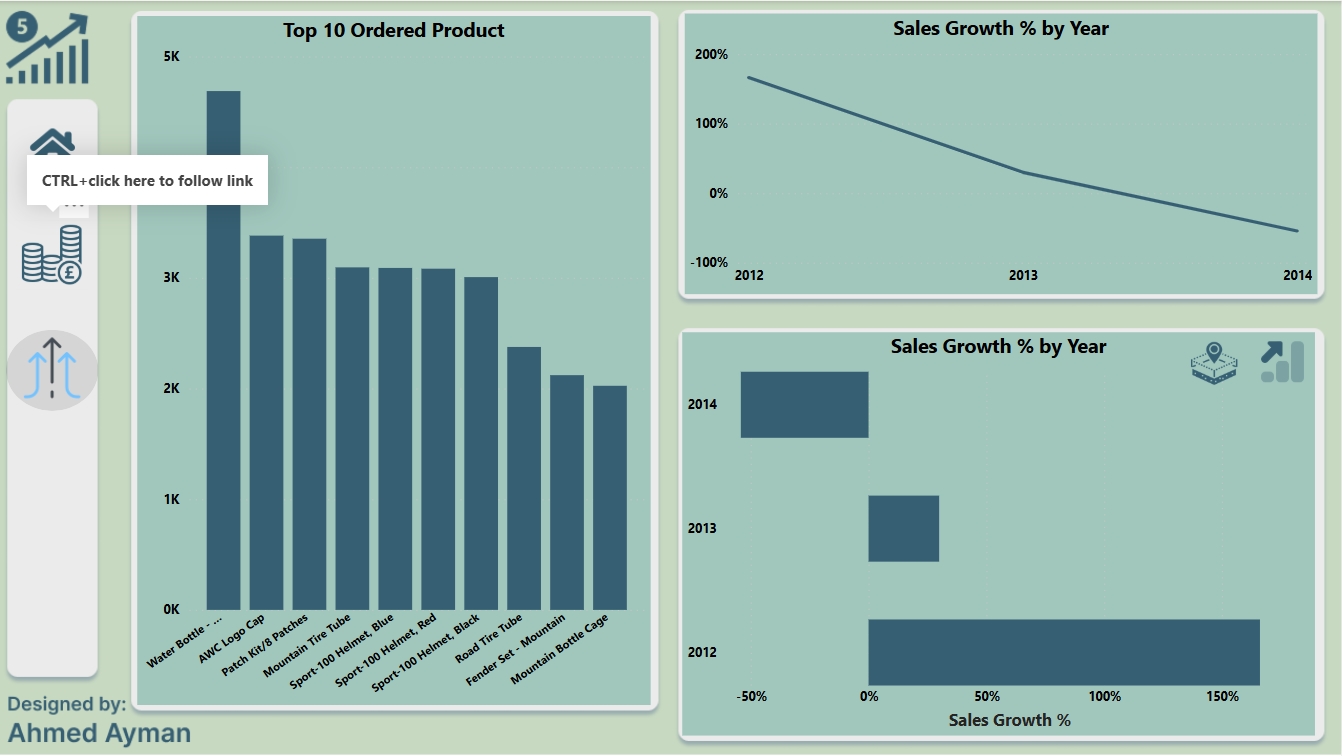 5
CTRL+click here to follow link
£
Designed by:
Ahmed Ayman
Top 10 Ordered Product
5K
3K
2K
1K
0K
Water Bottle - ...
AWC Logo Cap
Patch Kit/8 Patches
Mountain Tire Tube
Sport-100 Helmet, Blue
Sport-100 Helmet, Red
Sport-100 Helmet, Black
Road Tire Tube
Fender Set - Mountain
Mountain Bottle Cage
Sales Growth % by Year
200%
100%
0%
-100%
2012 2013 2014
Sales Growth % by Year
2014
2013
2012
-50% 0% 50% 100% 150%
Sales Growth %